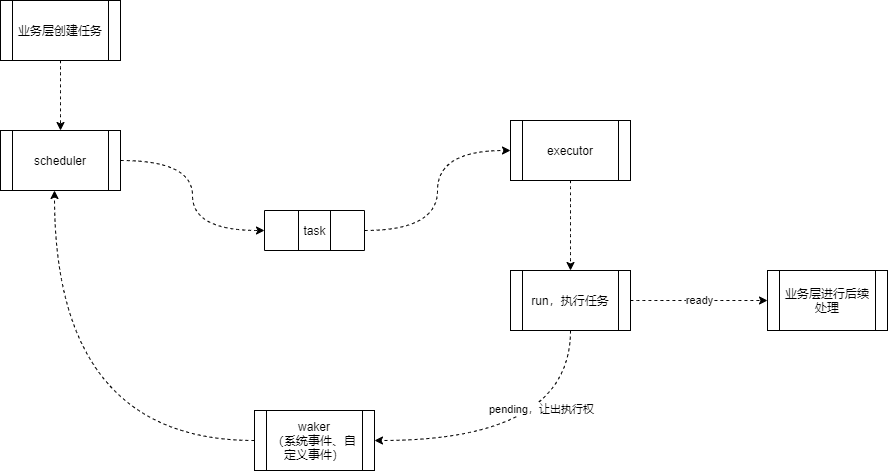 业务层创建任务
scheduler
executor
task
run，执行任务
ready
业务层进行后续
处理
pending，让出执行权
waker
（系统事件、自
定义事件）